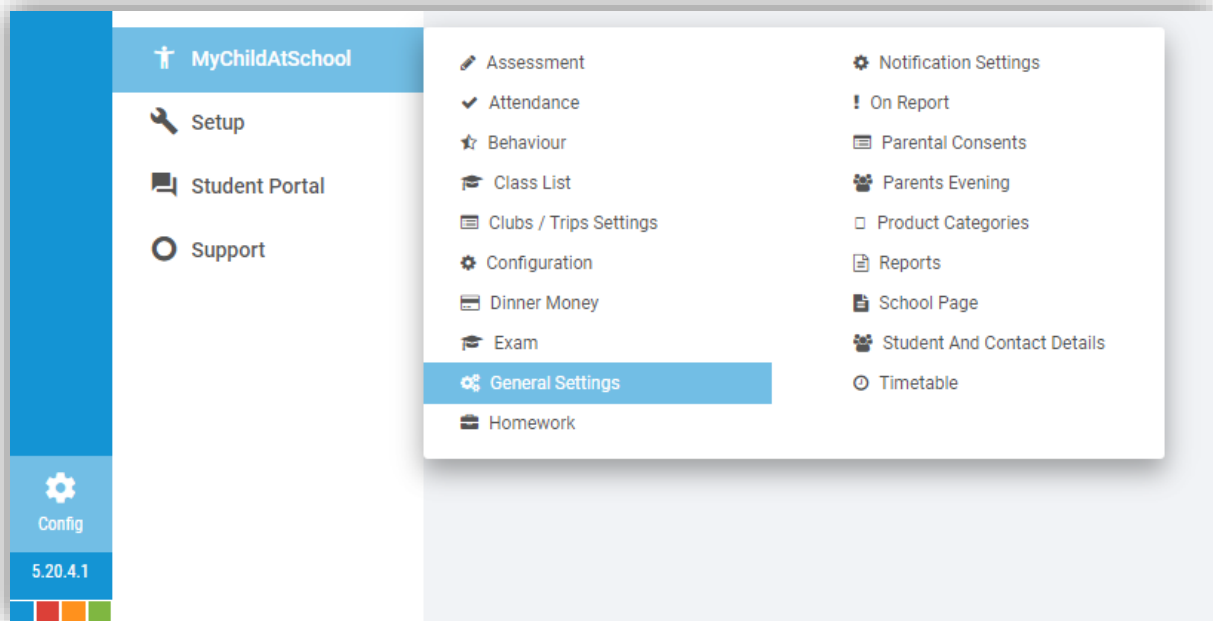 MyChildAtSchool
Setup
Student Portal
Support
Assessment
Attendance
Behaviour
Class List
Clubs / Trips Settings
Configuration
Dinner Money
Exam
General Settings
Homework
Notification Settings
On Report
Parental Consents
Parents Evening
Product Categories
Reports
School Page
Student And Contact Details
Timetable
Config
5.20.4.1